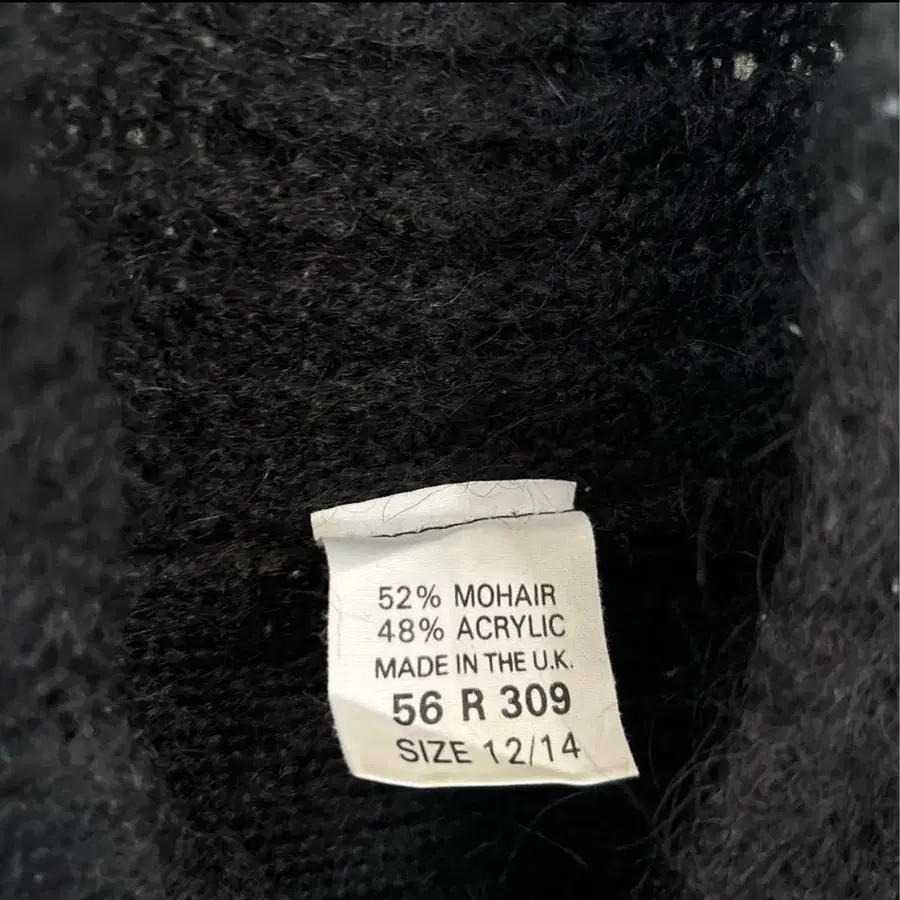 52% MOHAIR
48% ACRYLIC
MADE IN THE U.K.
56 R 309
SIZE 12/14